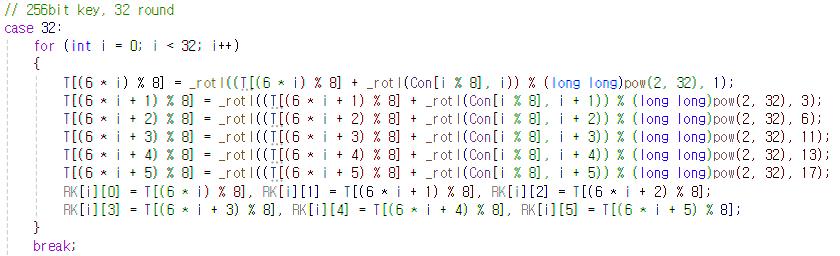 // 256bit key, 32 round
case 32:
for (int i = 0; i < 32; i++)
{
T[(6 * i) % 8] = _rotl((T[(6 * i) % 8] + _rotl(Con[i % 8], i)) % (long long)pow(2, 32), 1);
T[(6 * i + 1) % 8] = _rotl((T[(6 * i + 1) % 8] + _rotl(Con[i % 8], i + 1)) % (long long)pow(2, 32), 3);
T[(6 * i + 2) % 8] = _rotl((T[(6 * i + 2) % 8] + _rotl(Con[i % 8], i + 2)) % (long long)pow(2, 32), 6);
T[(6 * i + 3) % 8] = _rotl((T[(6 * i + 3) % 8] + _rotl(Con[i % 8], i + 3)) % (long long)pow(2, 32), 11);
T[(6 * i + 4) % 8] = _rotl((T[(6 * i + 4) % 8] + _rotl(Con[i % 8], i + 4)) % (long long)pow(2, 32), 13);
T[(6 * i + 5) % 8] = _rotl((T[(6 * i + 5) % 8] + _rotl(Con[i % 8], i + 5)) % (long long)pow(2, 32), 17);
RK[i][0] = T[(6 * i) % 8], RK[i][1] = T[(6 * i + 1) % 8], RK[i][2] = T[(6 * i + 2) % 8];
RK[i][3] = T[(6 * i + 3) % 8], RK[i][4] = T[(6 * i + 4) % 8], RK[i][5] = T[(6 * i + 5) % 8];
}
break;